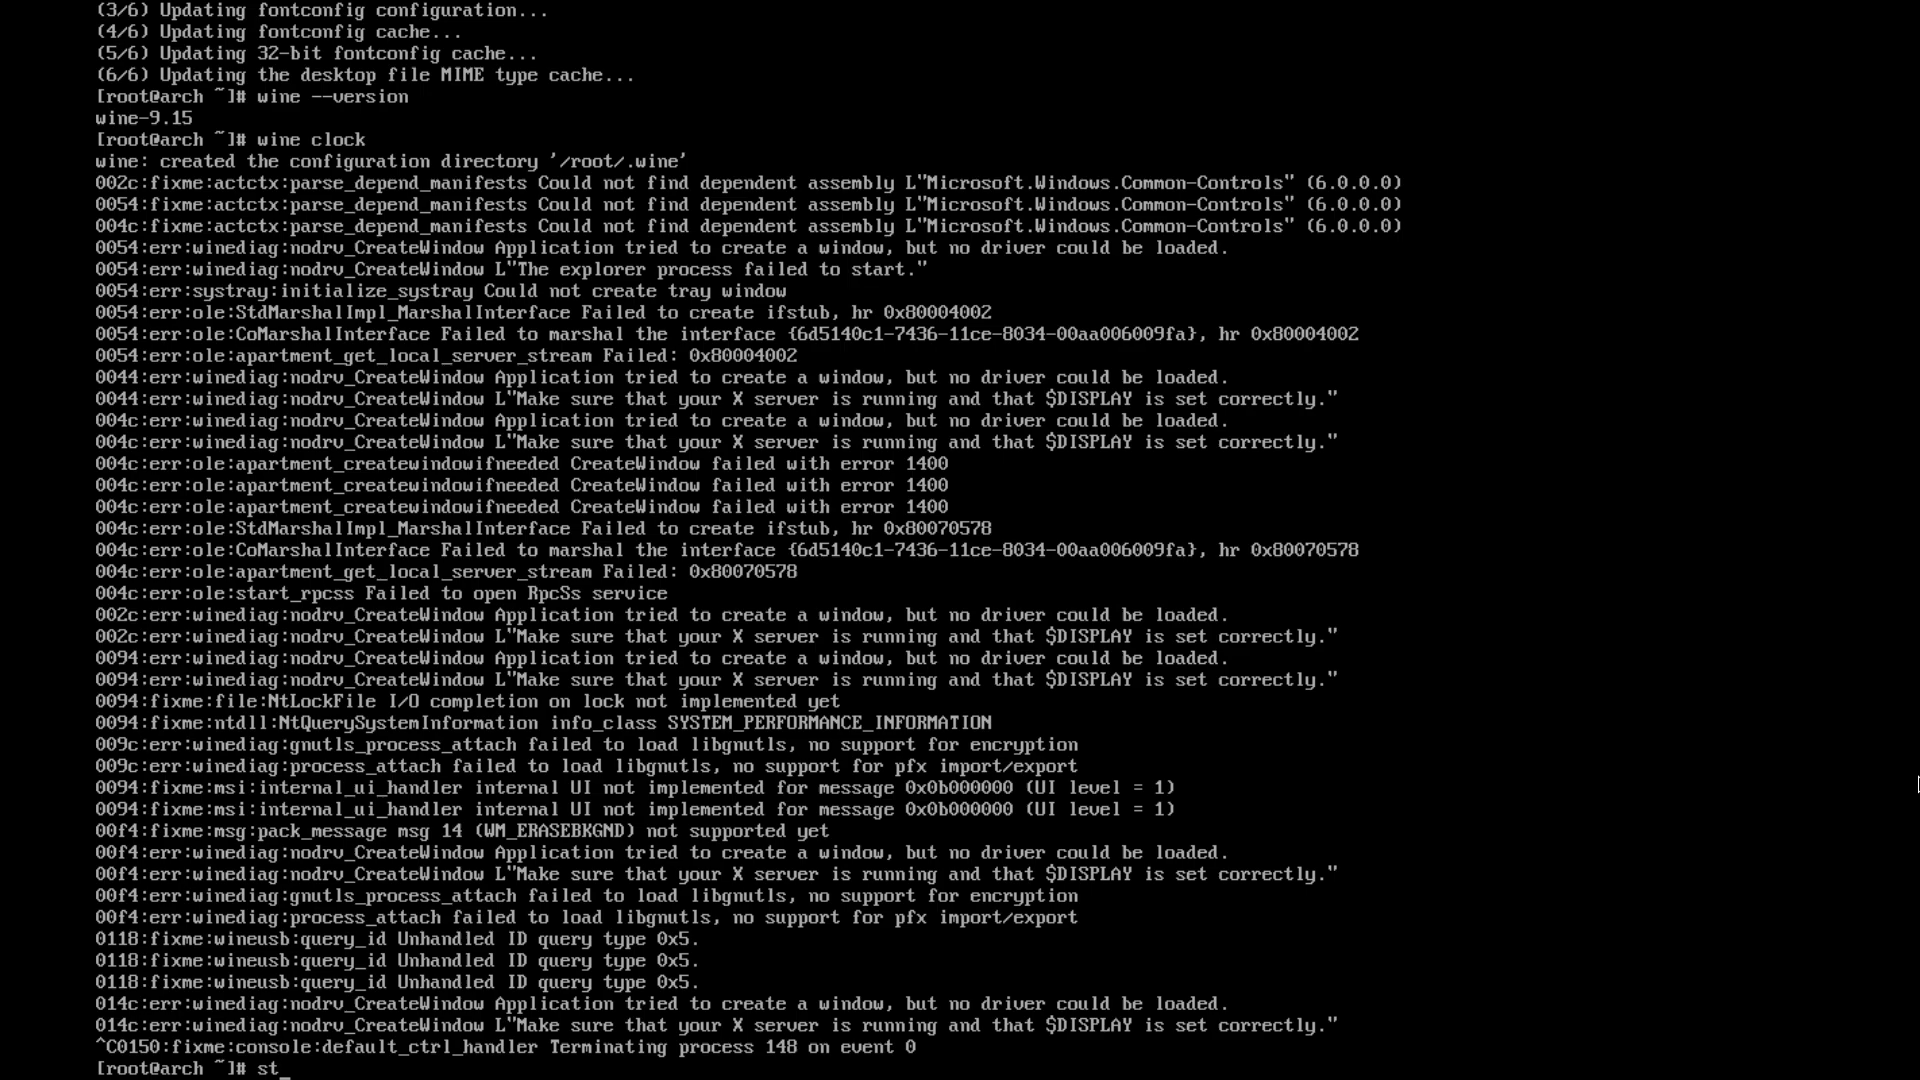 (3/6) Updating fontconfig configuration...
(4/6) Updating fontconfig cache...
(5/6) Updating 32-bit fontconfig cache...
(6/6) Updating the desktop file MIME type cache...
[root@arch ~]# wine --version
wine-9.15
[root@arch ~]# wine clock
wine: created the configuration directory '/root/.wine'
002c:fixme:actctx:parse_depend_manifests Could not find dependent assembly L"Microsoft.Windows.Common-Controls" (6.0.0.0)
0054:fixme:actctx:parse_depend_manifests Could not find dependent assembly L"Microsoft.Windows.Common-Controls" (6.0.0.0)
004c:fixme:actctx:parse_depend_manifests Could not find dependent assembly L"Microsoft.Windows.Common-Controls" (6.0.0.0)
0054:err:winediag:nodrv_CreateWindow Application tried to create a window, but no driver could be loaded.
0054:err:winediag:nodrv_CreateWindow L"The explorer process failed to start."
0054:err:systray:initialize_systray Could not create tray window
0054:err:ole:StdMarshalImpl_MarshalInterface Failed to create ifstub, hr 0x80004002
0054:err:ole:CoMarshalInterface Failed to marshal the interface {6d5140c1-7436-11ce-8034-00aa006009fa}, hr 0x80004002
0054:err:ole:apartment_get_local_server_stream Failed: 0x80004002
0044:err:winediag:nodrv_CreateWindow Application tried to create a window, but no driver could be loaded.
0044:err:winediag:nodrv_CreateWindow L"Make sure that your X server is running and that $DISPLAY is set correctly."
004c:err:winediag:nodrv_CreateWindow Application tried to create a window, but no driver could be loaded.
004c:err:winediag:nodrv_CreateWindow L"Make sure that your X server is running and that $DISPLAY is set correctly."
004c:err:ole:apartment_createwindowifneeded CreateWindow failed with error 1400
004c:err:ole:apartment_createwindowifneeded CreateWindow failed with error 1400
004c:err:ole:apartment_createwindowifneeded CreateWindow failed with error 1400
004c:err:ole:StdMarshalImpl_MarshalInterface Failed to create ifstub, hr 0x80070578
004c:err:ole:CoMarshalInterface Failed to marshal the interface {6d5140c1-7436-11ce-8034-00aa006009fa}, hr 0x80070578
004c:err:ole:apartment_get_local_server_stream Failed: 0x80070578
004c:err:ole:start_rpcss Failed to open RpcSs service
002c:err:winediag:nodrv_CreateWindow Application tried to create a window, but no driver could be loaded.
002c:err:winediag:nodrv_CreateWindow L"Make sure that your X server is running and that $DISPLAY is set correctly."
0094:err:winediag:nodrv_CreateWindow Application tried to create a window, but no driver could be loaded.
0094:err:winediag:nodrv_CreateWindow L"Make sure that your X server is running and that $DISPLAY is set correctly."
0094:fixme:file:NtLockFile I/O completion on lock not implemented yet
0094:fixme:ntdll:NtQuerySystemInformation info_class SYSTEM_PERFORMANCE_INFORMATION
009c:err:winediag:gnutls_process_attach failed to load libgnutls, no support for encryption
009c:err:winediag:process_attach failed to load libgnutls, no support for pfx import/export
0094:fixme:msi:internal_ui_handler internal UI not implemented for message 0x0b000000 (UI level = 1)
0094:fixme:msi:internal_ui_handler internal UI not implemented for message 0x0b000000 (UI level = 1)
00f4:fixme:msg:pack_message msg 14 (WM_ERASEBKGND) not supported yet
00f4:err:winediag:nodrv_CreateWindow Application tried to create a window, but no driver could be loaded.
00f4:err:winediag:nodrv_CreateWindow L"Make sure that your X server is running and that $DISPLAY is set correctly."
00f4:err:winediag:gnutls_process_attach failed to load libgnutls, no support for encryption
00f4:err:winediag:process_attach failed to load libgnutls, no support for pfx import/export
0118:fixme:wineusb:query_id Unhandled ID query type 0x5.
0118:fixme:wineusb:query_id Unhandled ID query type 0x5.
0118:fixme:wineusb:query_id Unhandled ID query type 0x5.
014c:err:winediag:nodrv_CreateWindow Application tried to create a window, but no driver could be loaded.
014c:err:winediag:nodrv_CreateWindow L"Make sure that your X server is running and that $DISPLAY is set correctly."
^C0150:fixme:console:default_ctrl_handler Terminating process 148 on event 0
[root@arch ~]# st_